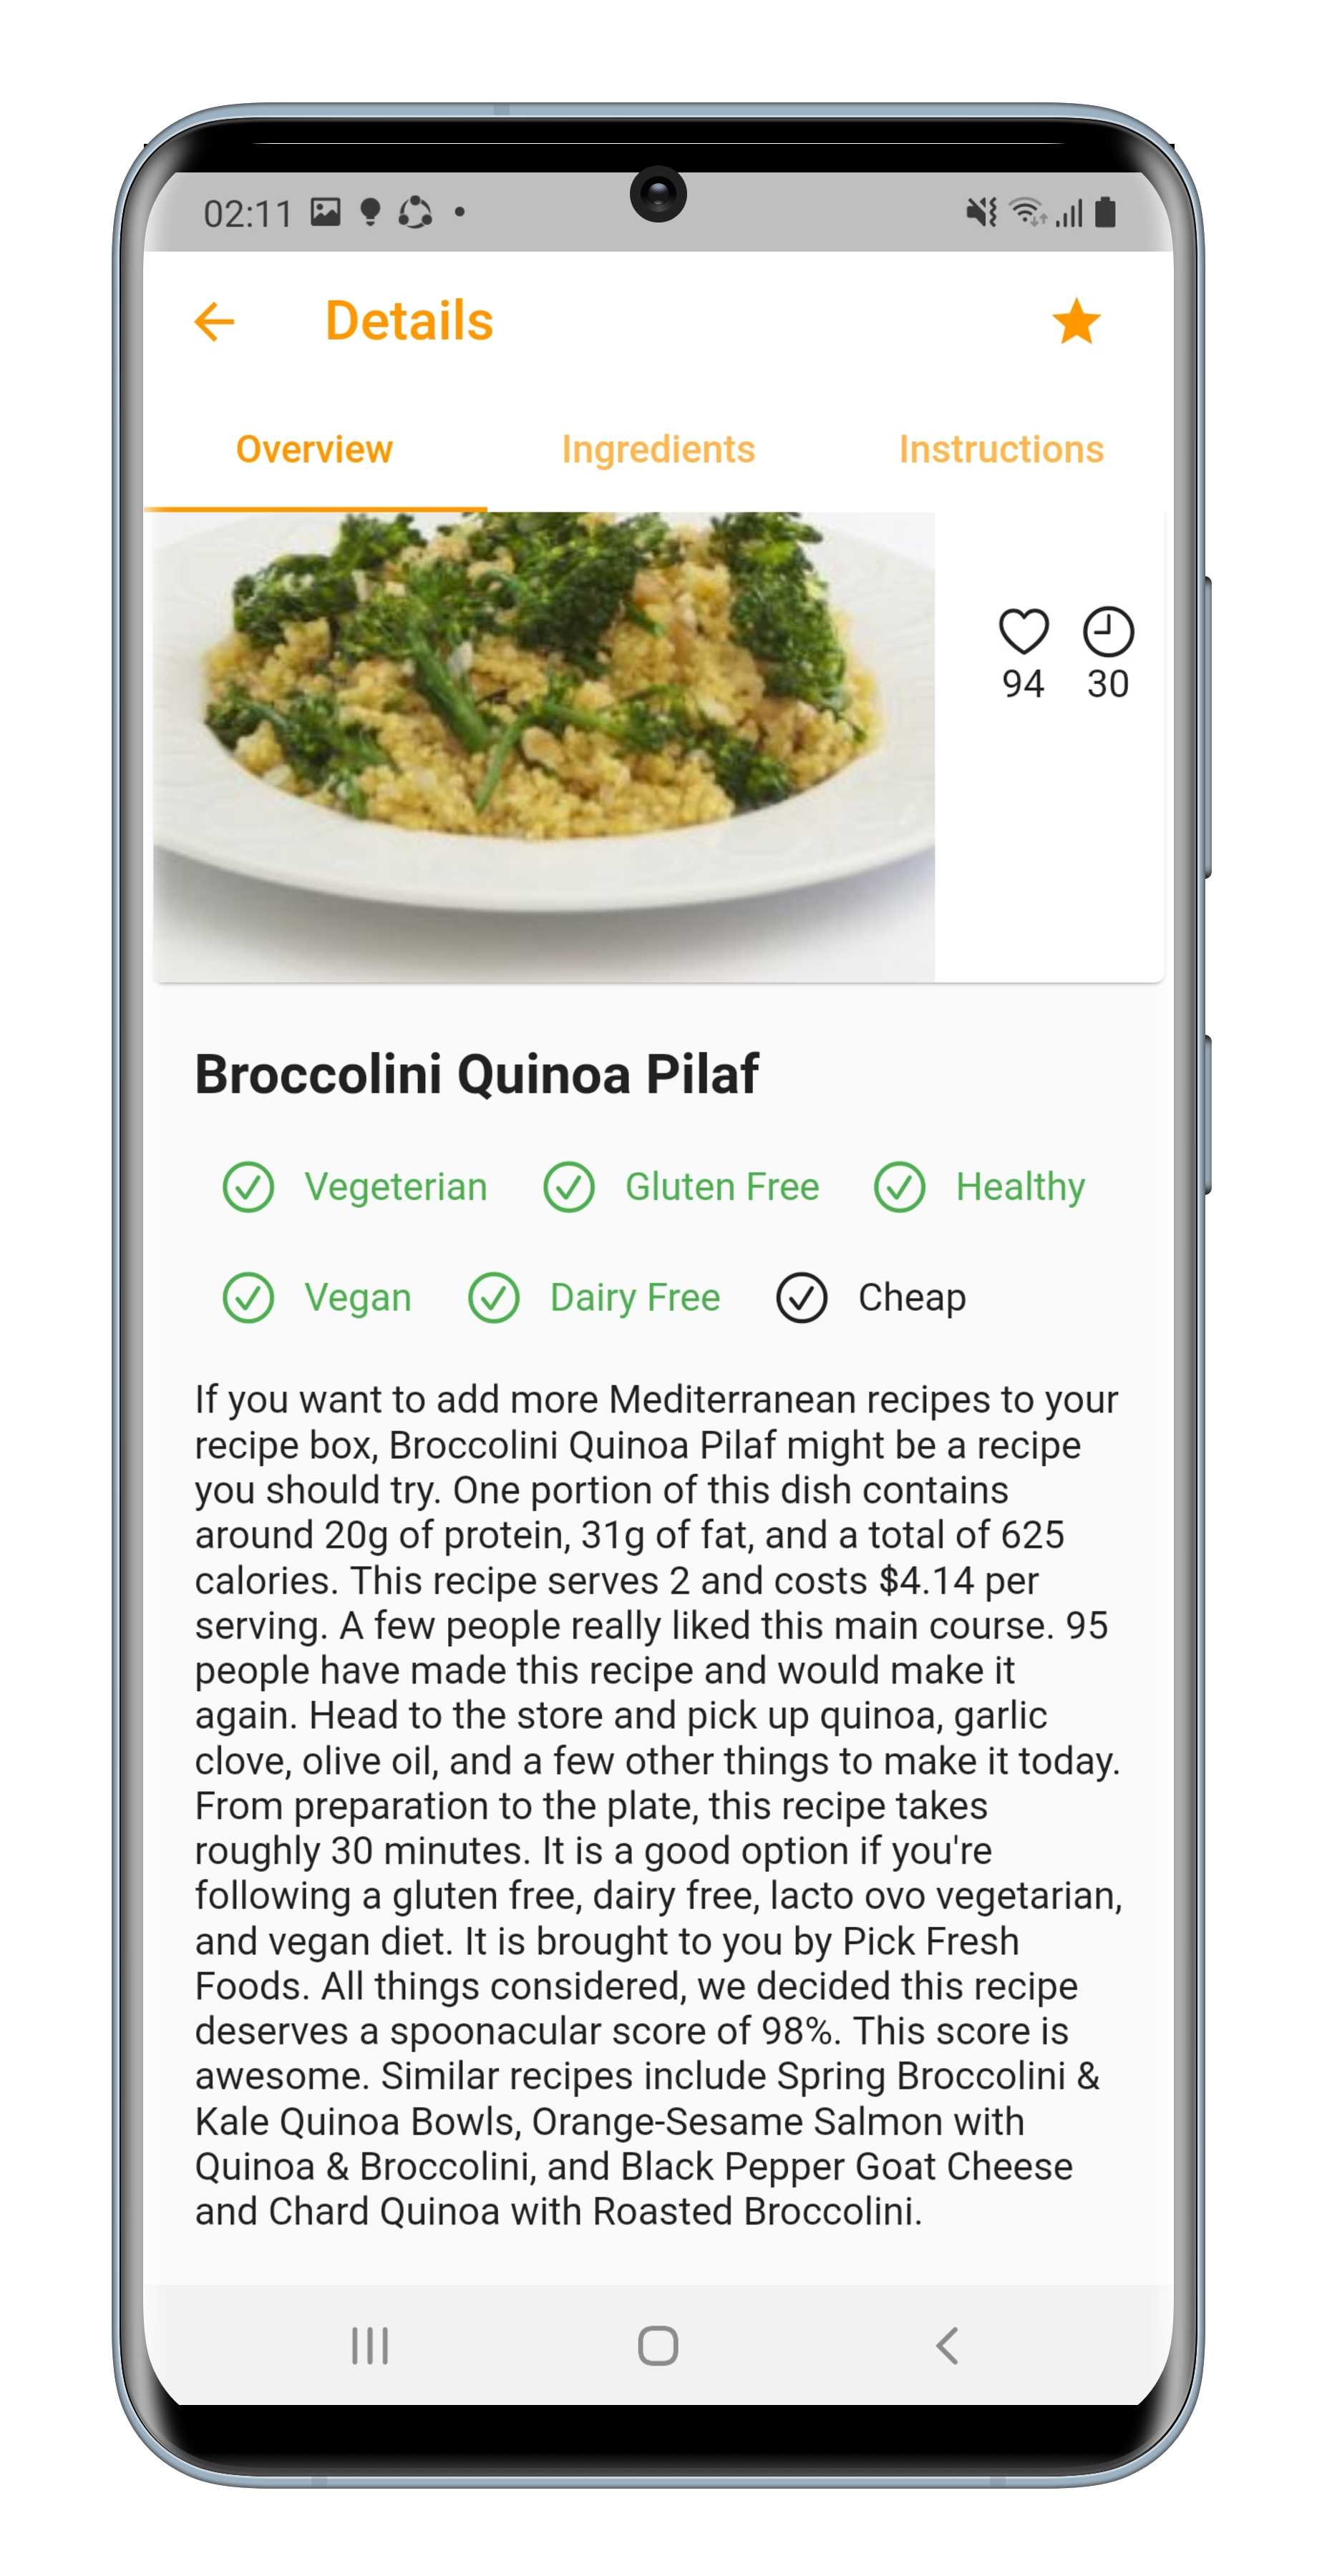 02:11
Details
Overview Ingredients Instructions
94 30
Broccolini Quinoa Pilaf
Vegeterian Gluten Free Healthy
Vegan Dairy Free Cheap
If you want to add more Mediterranean recipes to your
recipe box, Broccolini Quinoa Pilaf might be a recipe
you should try. One portion of this dish contains
around 20g of protein, 31g of fat, and a total of 625
calories. This recipe serves 2 and costs $4.14 per
serving. A few people really liked this main course. 95
people have made this recipe and would make it
again. Head to the store and pick up quinoa, garlic
clove, olive oil, and a few other things to make it today.
From preparation to the plate, this recipe takes
roughly 30 minutes. It is a good option if you're
following a gluten free, dairy free, lacto ovo vegetarian,
and vegan diet. It is brought to you by Pick Fresh
Foods. All things considered, we decided this recipe
deserves a spoonacular score of 98%. This score is
awesome. Similar recipes include Spring Broccolini &
Kale Quinoa Bowls, Orange-Sesame Salmon with
Quinoa & Broccolini, and Black Pepper Goat Cheese
and Chard Quinoa with Roasted Broccolini.